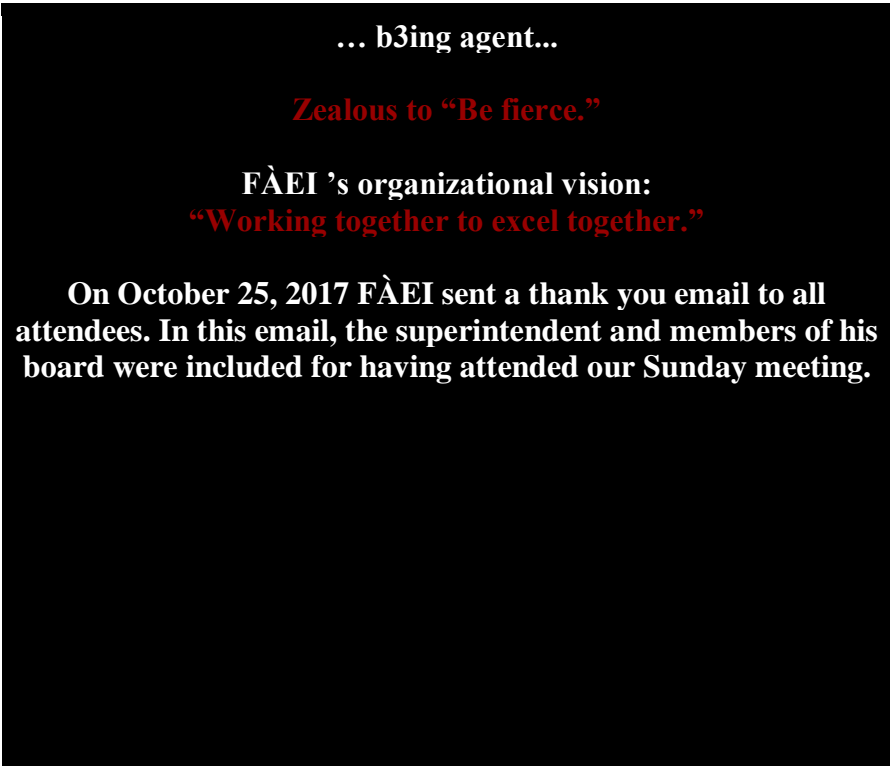 … b3ing agent...
Zealous to “Be fierce.”
FÀEI ’s organizational vision:
“Working together to excel together.”
On October 25, 2017 FÀEI sent a thank you email to all
attendees. In this email, the superintendent and members of his
board were included for having attended our Sunday meeting.